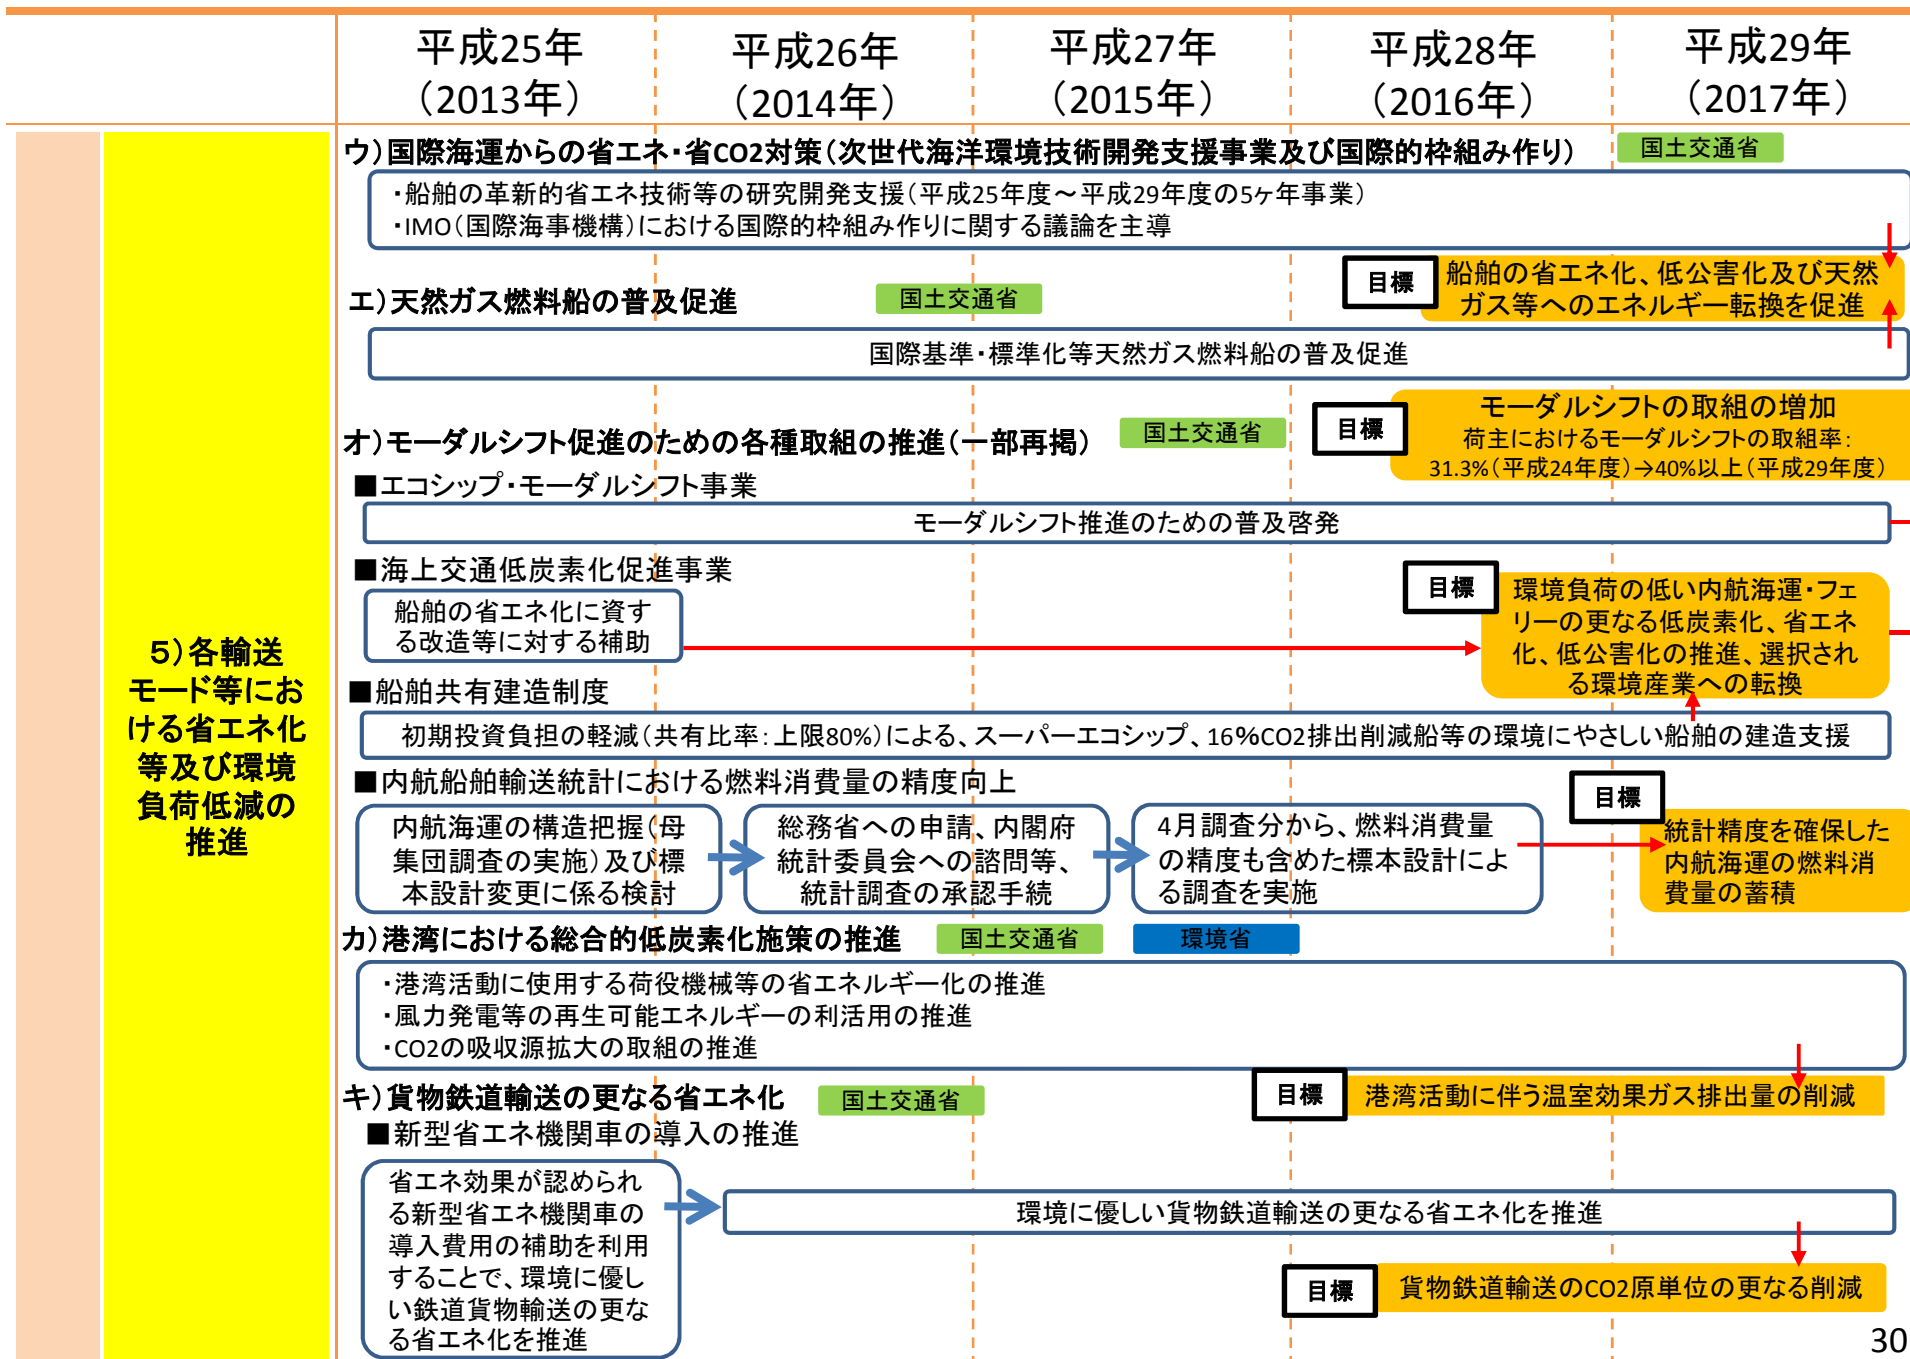 平成25年
（2013年）
平成26年
（2014年）
平成27年
（2015年）
平成28年
（2016年）
平成29年
（2017年）
5）各輸送
モード等にお
ける省エネ化
等及び環境
負荷低減の
推進
ウ）国際海運からの省エネ・省CO2対策（次世代海洋環境技術開発支援事業及び国際的枠組み作り）
国土交通省
・船舶の革新的省エネ技術等の研究開発支援（平成25年度～平成29年度の5ヶ年事業）
・IMO（国際海事機構）における国際的枠組み作りに関する議論を主導
目標
船舶の省エネ化、低公害化及び天然
ガス等へのエネルギー転換を促進
エ）天然ガス燃料船の普及促進
国土交通省
国際基準・標準化等天然ガス燃料船の普及促進
オ）モーダルシフト促進のための各種取組の推進（一部再掲）
国土交通省
目標
モーダルシフトの取組の増加
荷主におけるモーダルシフトの取組率：
31.3%（平成24年度）→40%以上（平成29年度）
■エコシップ・モーダルシフト事業
モーダルシフト推進のための普及啓発
■海上交通低炭素化促進事業
船舶の省エネ化に資す
る改造等に対する補助
目標
環境負荷の低い内航海運・フェ
リーの更なる低炭素化、省エネ
化、低公害化の推進、選択され
る環境産業への転換
■船舶共有建造制度
初期投資負担の軽減（共有比率：上限80%）による、スーパーエコシップ、16%CO2排出削減船等の環境にやさしい船舶の建造支援
■内航船舶輸送統計における燃料消費量の精度向上
内航海運の構造把握（母
集団調査の実施）及び標
本設計変更に係る検討
総務省への申請、内閣府
統計委員会への諮問等、
統計調査の承認手続
4月調査分から、燃料消費量
の精度も含めた標本設計によ
る調査を実施
目標
統計精度を確保した
内航海運の燃料消
費量の蓄積
カ）港湾における総合的低炭素化施策の推進
国土交通省
環境省
・港湾活動に使用する荷役機械等の省エネルギー化の推進
・風力発電等の再生可能エネルギーの利活用の推進
・CO2の吸収源拡大の取組の推進
目標
港湾活動に伴う温室効果ガス排出量の削減
キ）貨物鉄道輸送の更なる省エネ化
国土交通省
■新型省エネ機関車の導入の推進
省エネ効果が認められ
る新型省エネ機関車の
導入費用の補助を利用
することで、環境に優し
い鉄道貨物輸送の更な
る省エネ化を推進
環境に優しい貨物鉄道輸送の更なる省エネ化を推進
目標
貨物鉄道輸送のCO2原単位の更なる削減
30